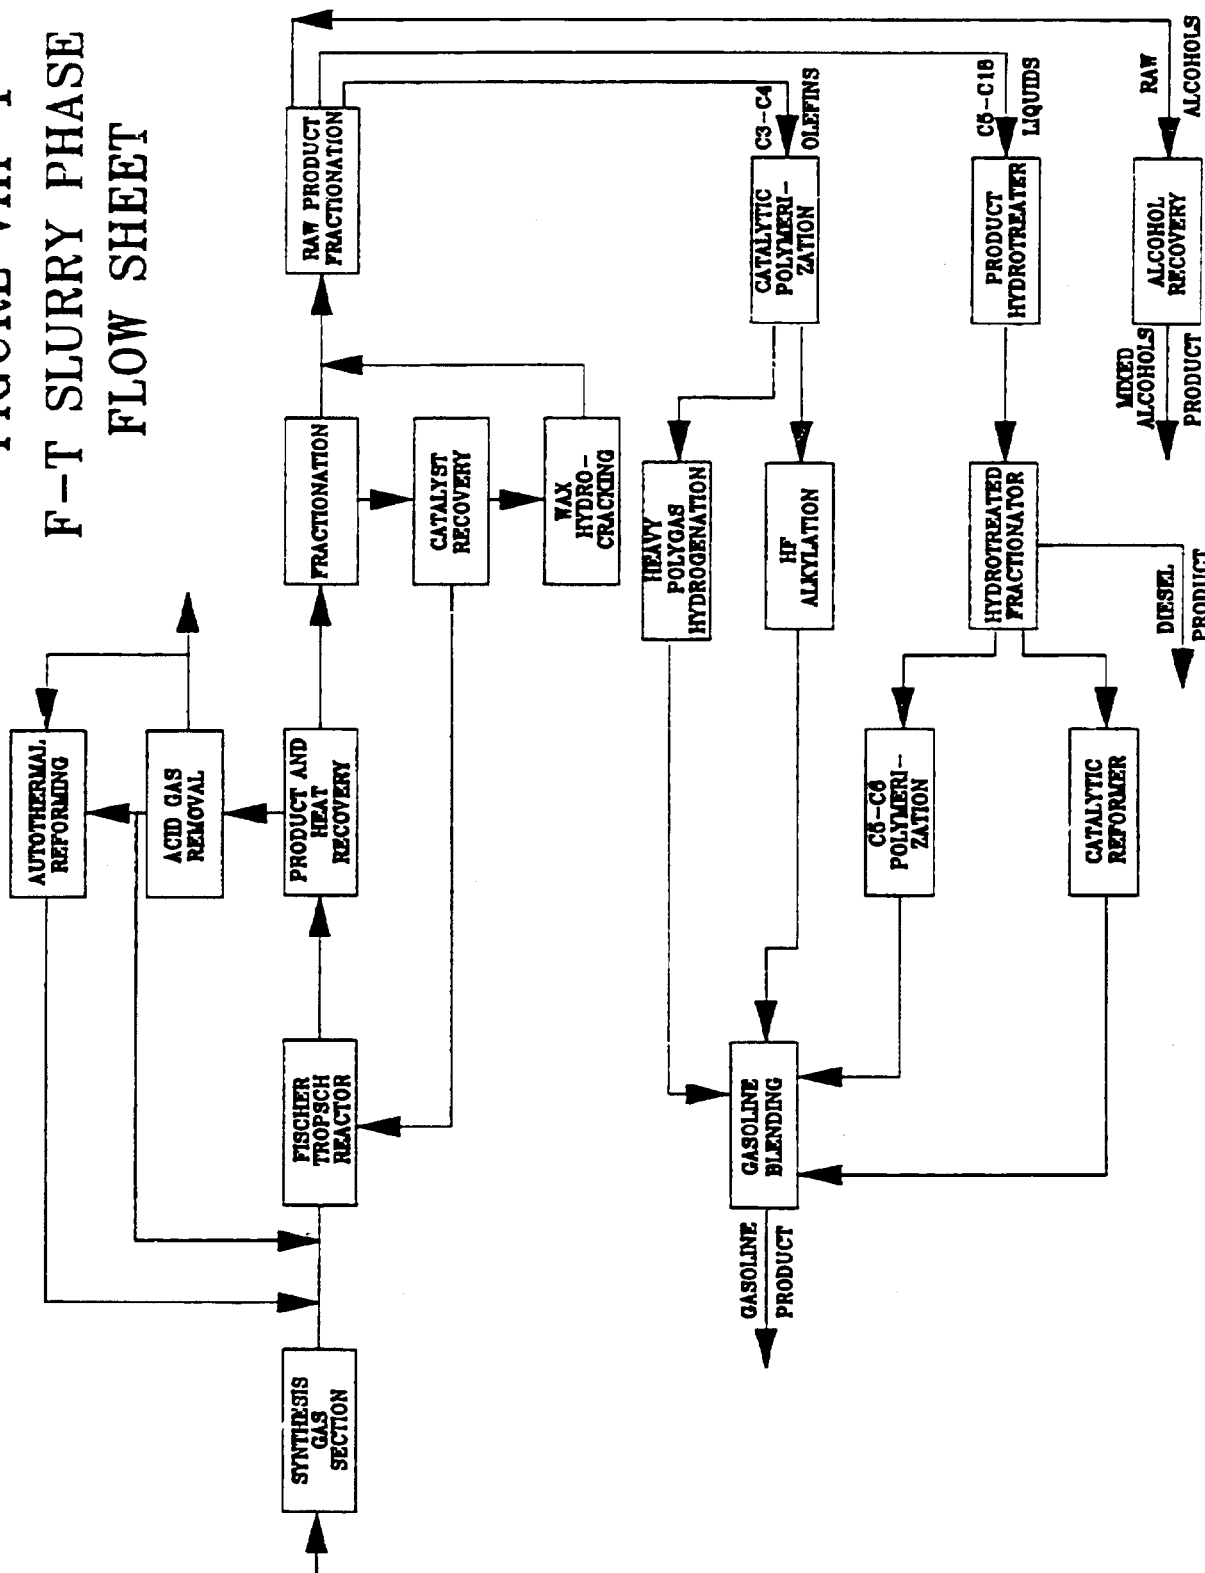 FIGURE
F-T SLURRY PHASE
FLOW SHEET
AUTOTHERMAL
REFORMING
ACID GAS
REMOVAL
SYNTHESIS
GAS
SECTION
FISCHER
TROPSCH
REACTOR
PRODUCT AND
HEAT
RECOVERY
FRACTIONATION
RAW PRODUCT
FRACTIONATION
CATALYST
RECOVERY
WAX
HYDRO-
CRACKING
HEAVY
POLYGAS
HYDROGENATION
HF
ALKYLATION
CATALYTIC
POLYMERI-
ZATION
C3-C4
OLEFINS
GASOLINE
PRODUCT
GASOLINE
BLENDING
C5-C6
POLYMERI-
ZATION
CATALYTIC
REFORMER
HYDROTREATED
FRACTIONATOR
PRODUCT
HYDROTREATER
C5-C18
LIQUIDS
DIESEL
PRODUCT
MIXED
ALCOHOLS
PRODUCT
ALCOHOL
RECOVERY
RAW
ALCOHOLS